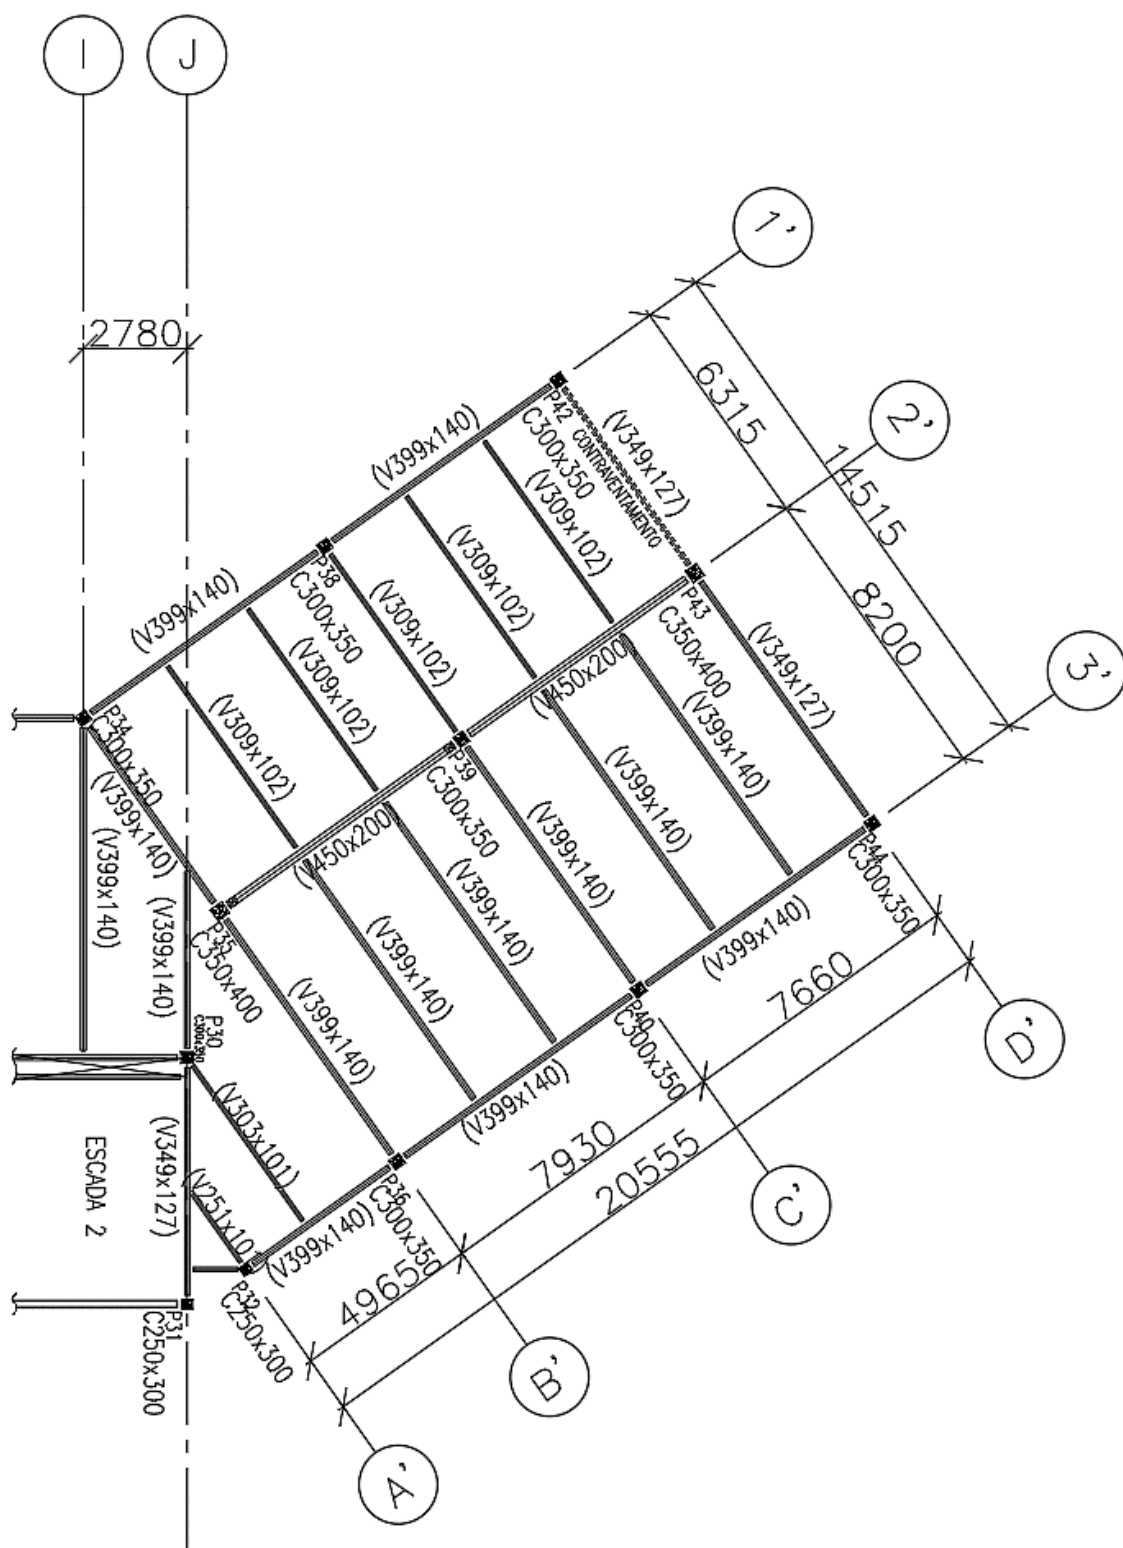 I
J
2780
1'
6315
14515
2'
8200
3'
P42
C300x350
CONTRAVENTAMENTO
(V349x127)
(V399x140)
(V309x102)
(V309x102)
P38
C300x350
(V309x102)
(V399x140)
(V309x102)
(V309x102)
P43
C350x400
(V450x200)
(V349x127)
P34
C300x350
(V399x140)
(V399x140)
P39
C300x350
(V450x200)
(V399x140)
(V399x140)
(V399x140)
(V399x140)
(V399x140)
P44
C300x350
(V399x140)
P35
C350x400
(V399x140)
(V399x140)
P30
C300x350
P40
C300x350
(V399x140)
7660
D'
(V303x101)
(V349x127)
ESCADA 2
P36
C300x350
(V399x140)
7930
20555
C'
P32
C250x300
4965
P31
C250x300
B'
A'